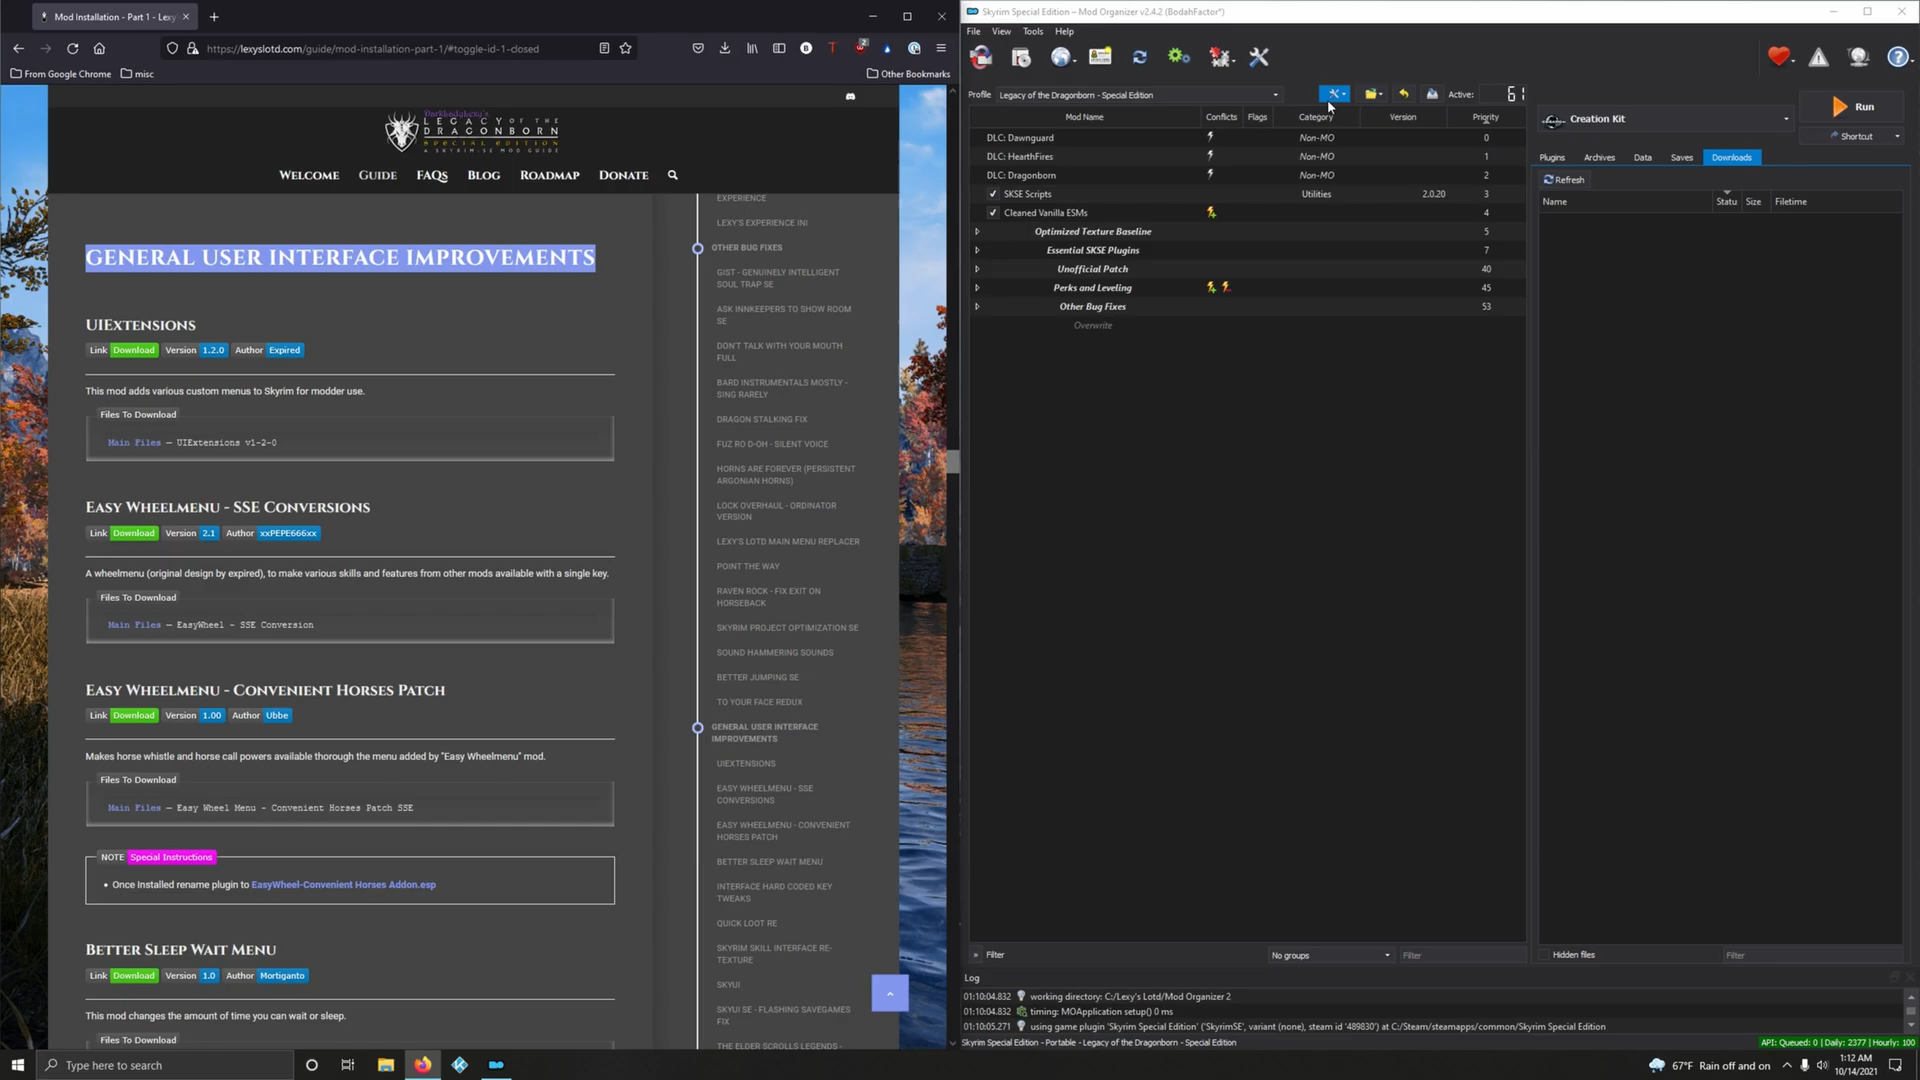 Mod Installation - Part 1 - Lexy
https://lexyslotd.com/guide/mod-installation-part-1/#toggle-id-1-closed
From Google Chrome
misc
Other Bookmarks
Darkladylexy's
LEGACY OF THE
DRAGONBORN
SPECIAL EDITION
A SKYRIM:SE MOD GUIDE
WELCOME
GUIDE
FAQS
BLOG
ROADMAP
DONATE
GENERAL USER INTERFACE IMPROVEMENTS
UIEXTENSIONS
Link Download Version 1.2.0 Author Expired
This mod adds various custom menus to Skyrim for modder use.
Files To Download
Main Files — UIExtensions v1-2-0
EASY WHEELMENU - SSE CONVERSIONS
Link Download Version 2.1 Author xxPEPE666xx
A wheelmenu (original design by expired), to make various skills and features from other mods available with a single key.
Files To Download
Main Files — EasyWheel - SSE Conversion
EASY WHEELMENU - CONVENIENT HORSES PATCH
Link Download Version 1.00 Author Ubbe
Makes horse whistle and horse call powers available thorough the menu added by "Easy Wheelmenu" mod.
Files To Download
Main Files — Easy Wheel Menu - Convenient Horses Patch SSE
NOTE Special Instructions
• Once Installed rename plugin to EasyWheel-Convenient Horses Addon.esp
BETTER SLEEP WAIT MENU
Link Download Version 1.0 Author Mortiganto
This mod changes the amount of time you can wait or sleep.
Files To Download
EXPERIENCE
LEXY'S EXPERIENCE INI
OTHER BUG FIXES
GIST - GENUINELY INTELLIGENT
SOUL TRAP SE
ASK INNKEEPERS TO SHOW ROOM
SE
DON'T TALK WITH YOUR MOUTH
FULL
BARD INSTRUMENTALS MOSTLY -
SING RARELY
DRAGON STALKING FIX
FUZ RO D-OH - SILENT VOICE
HORNS ARE FOREVER (PERSISTENT
ARGONIAN HORNS)
LOCK OVERHAUL - ORDINATOR
VERSION
LEXY'S LOTD MAIN MENU REPLACER
POINT THE WAY
RAVEN ROCK - FIX EXIT ON
HORSEBACK
SKYRIM PROJECT OPTIMIZATION SE
SOUND HAMMERING SOUNDS
BETTER JUMPING SE
TO YOUR FACE REDUX
GENERAL USER INTERFACE
IMPROVEMENTS
UIEXTENSIONS
EASY WHEELMENU - SSE
CONVERSIONS
EASY WHEELMENU - CONVENIENT
HORSES PATCH
BETTER SLEEP WAIT MENU
INTERFACE HARD CODED KEY
TWEAKS
QUICK LOOT RE
SKYRIM SKILL INTERFACE RE-
TEXTURE
SKYUI
SKYUI SE - FLASHING SAVEGAMES
FIX
THE ELDER SCROLLS LEGENDS -
Skyrim Special Edition – Mod Organizer v2.4.2 (BodahFactor*)
File View Tools Help
Profile Legacy of the Dragonborn - Special Edition Active: 61
Mod Name Conflicts Flags Category Version Priority
DLC: Dawnguard Non-MO 0
DLC: HearthFires Non-MO 1
DLC: Dragonborn Non-MO 2
SKSE Scripts Utilities 2.0.20 3
Cleaned Vanilla ESMs 4
Optimized Texture Baseline 5
Essential SKSE Plugins 7
Unofficial Patch 40
Perks and Leveling 45
Other Bug Fixes 53
Overwrite
Creation Kit
Run
Shortcut
Plugins Archives Data Saves Downloads
Refresh
Name Statu Size Filetime
» Filter
No groups
Filter
Hidden files
Filter
Log
01:10:04.832 working directory: C:/Lexy's Lotd/Mod Organizer 2
01:10:04.832 timing: MOApplication setup() 0 ms
01:10:05.271 using game plugin 'Skyrim Special Edition' ('SkyrimSE', variant (none), steam id '489830') at C:/Steam/steamapps/common/Skyrim Special Edition
Skyrim Special Edition - Portable - Legacy of the Dragonborn - Special Edition
API: Queued: 0 | Daily: 2377 | Hourly: 100
Type here to search
67°F Rain off and on
1:12 AM
10/14/2021